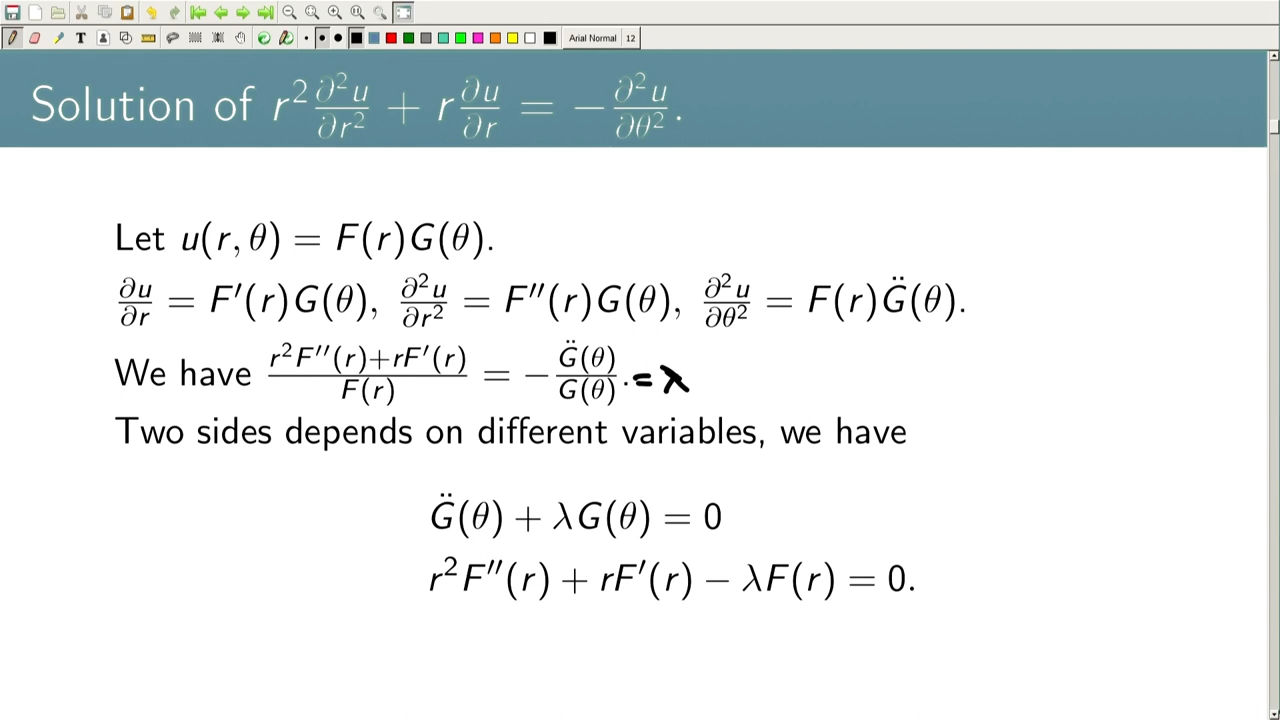 Arial Normal 12
Solution of r² ∂²u/∂r² + r ∂u/∂r = − ∂²u/∂θ².
Let u(r, θ) = F(r)G(θ).
∂u/∂r = F′(r)G(θ), ∂²u/∂r² = F″(r)G(θ), ∂²u/∂θ² = F(r)G̈(θ).
We have (r²F″(r)+rF′(r))/F(r) = − G̈(θ)/G(θ). = λ
Two sides depends on different variables, we have
G̈(θ) + λG(θ) = 0
r²F″(r) + rF′(r) − λF(r) = 0.